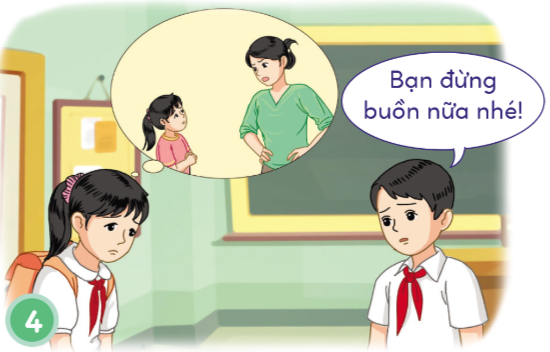 Bạn đừng
buồn nữa nhé!
4